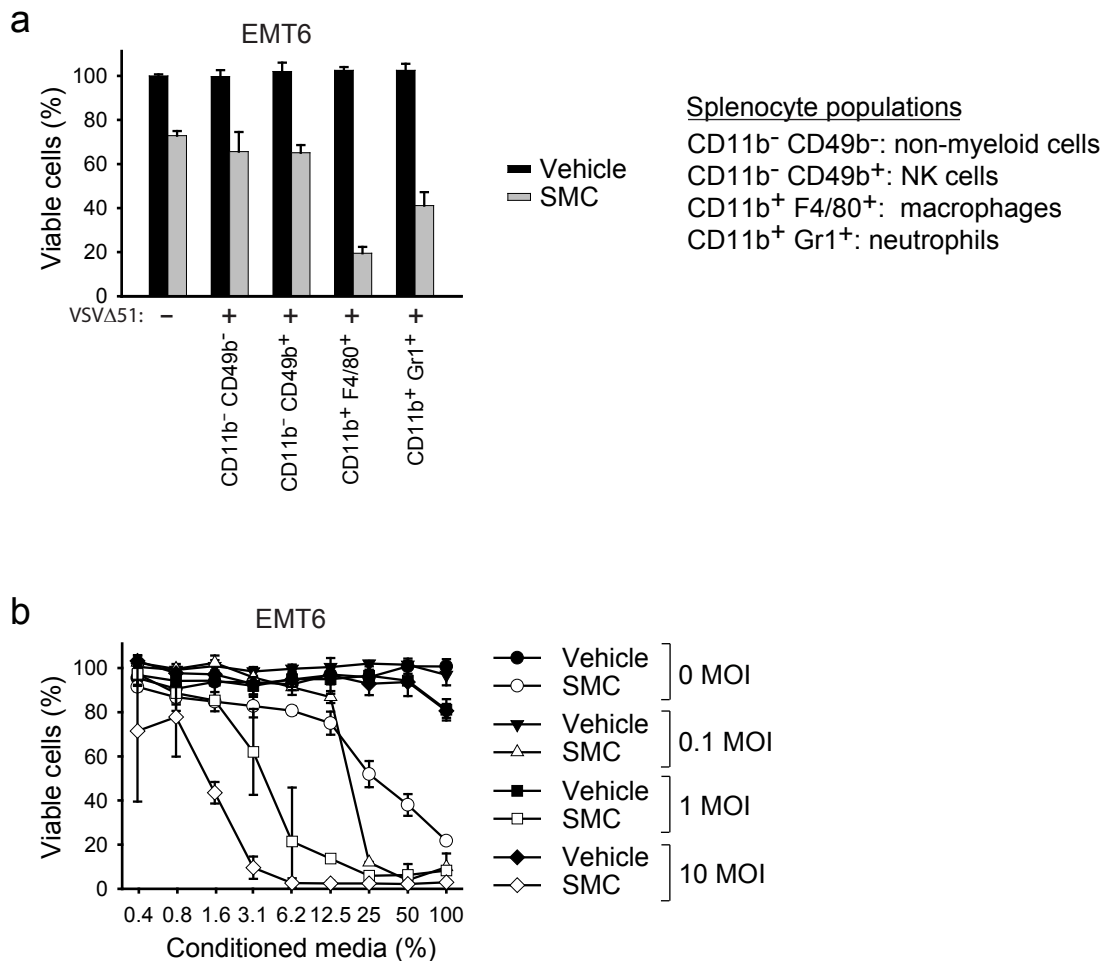 a
EMT6
Viable cells (%)
100
80
60
40
20
0
VSVΔ51: − + + + +
CD11b⁻ CD49b⁻
CD11b⁻ CD49b⁺
CD11b⁺ F4/80⁺
CD11b⁺ Gr1⁺
Vehicle
SMC
Splenocyte populations
CD11b⁻ CD49b⁻: non-myeloid cells
CD11b⁻ CD49b⁺: NK cells
CD11b⁺ F4/80⁺: macrophages
CD11b⁺ Gr1⁺: neutrophils
b
EMT6
Viable cells (%)
100
80
60
40
20
0
0.4 0.8 1.6 3.1 6.2 12.5 25 50 100
Conditioned media (%)
Vehicle
SMC
0 MOI
Vehicle
SMC
0.1 MOI
Vehicle
SMC
1 MOI
Vehicle
SMC
10 MOI